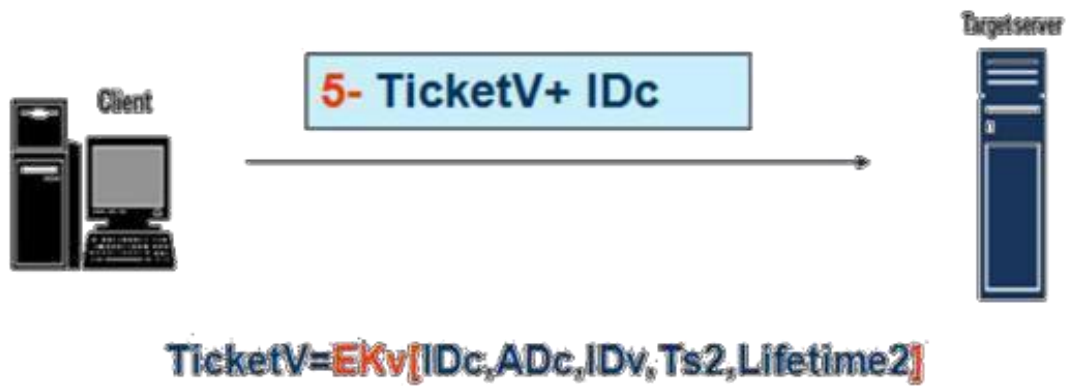 Target server
Client
5- TicketV+ IDc
TicketV=EKv[IDc,ADc,IDv,Ts2,Lifetime2]